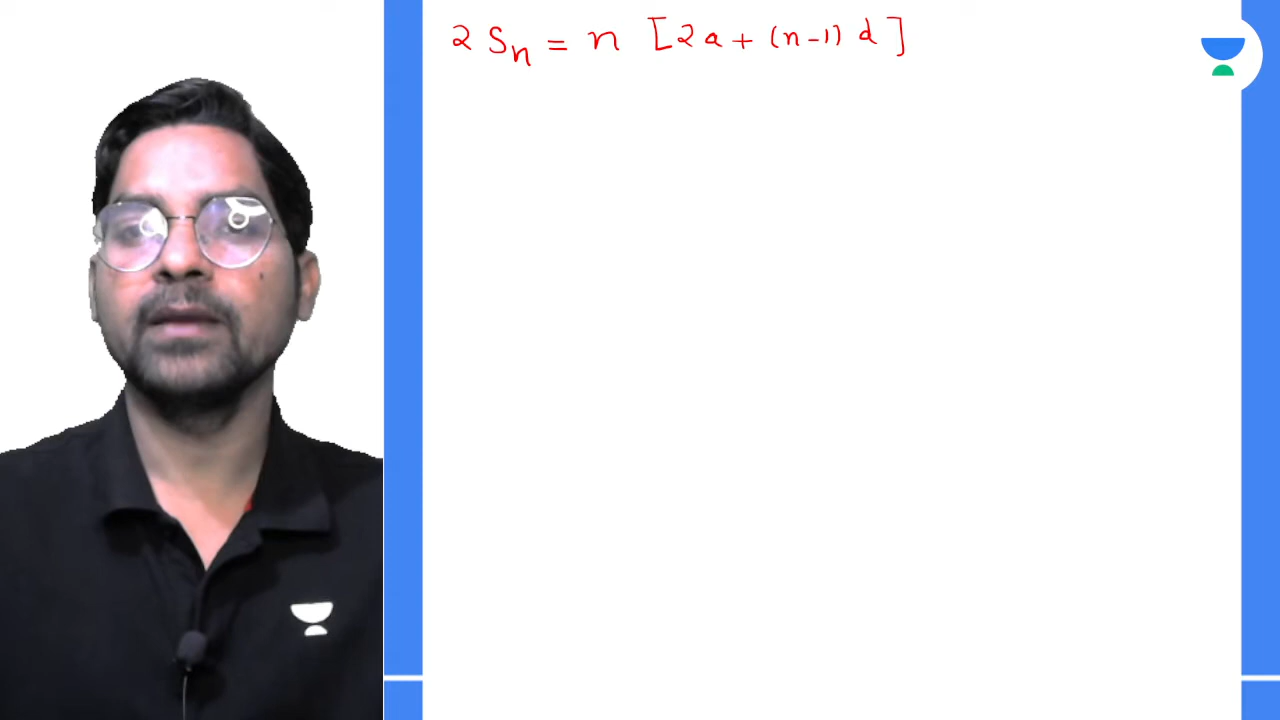 2 Sn = n [2a + (n-1) d]